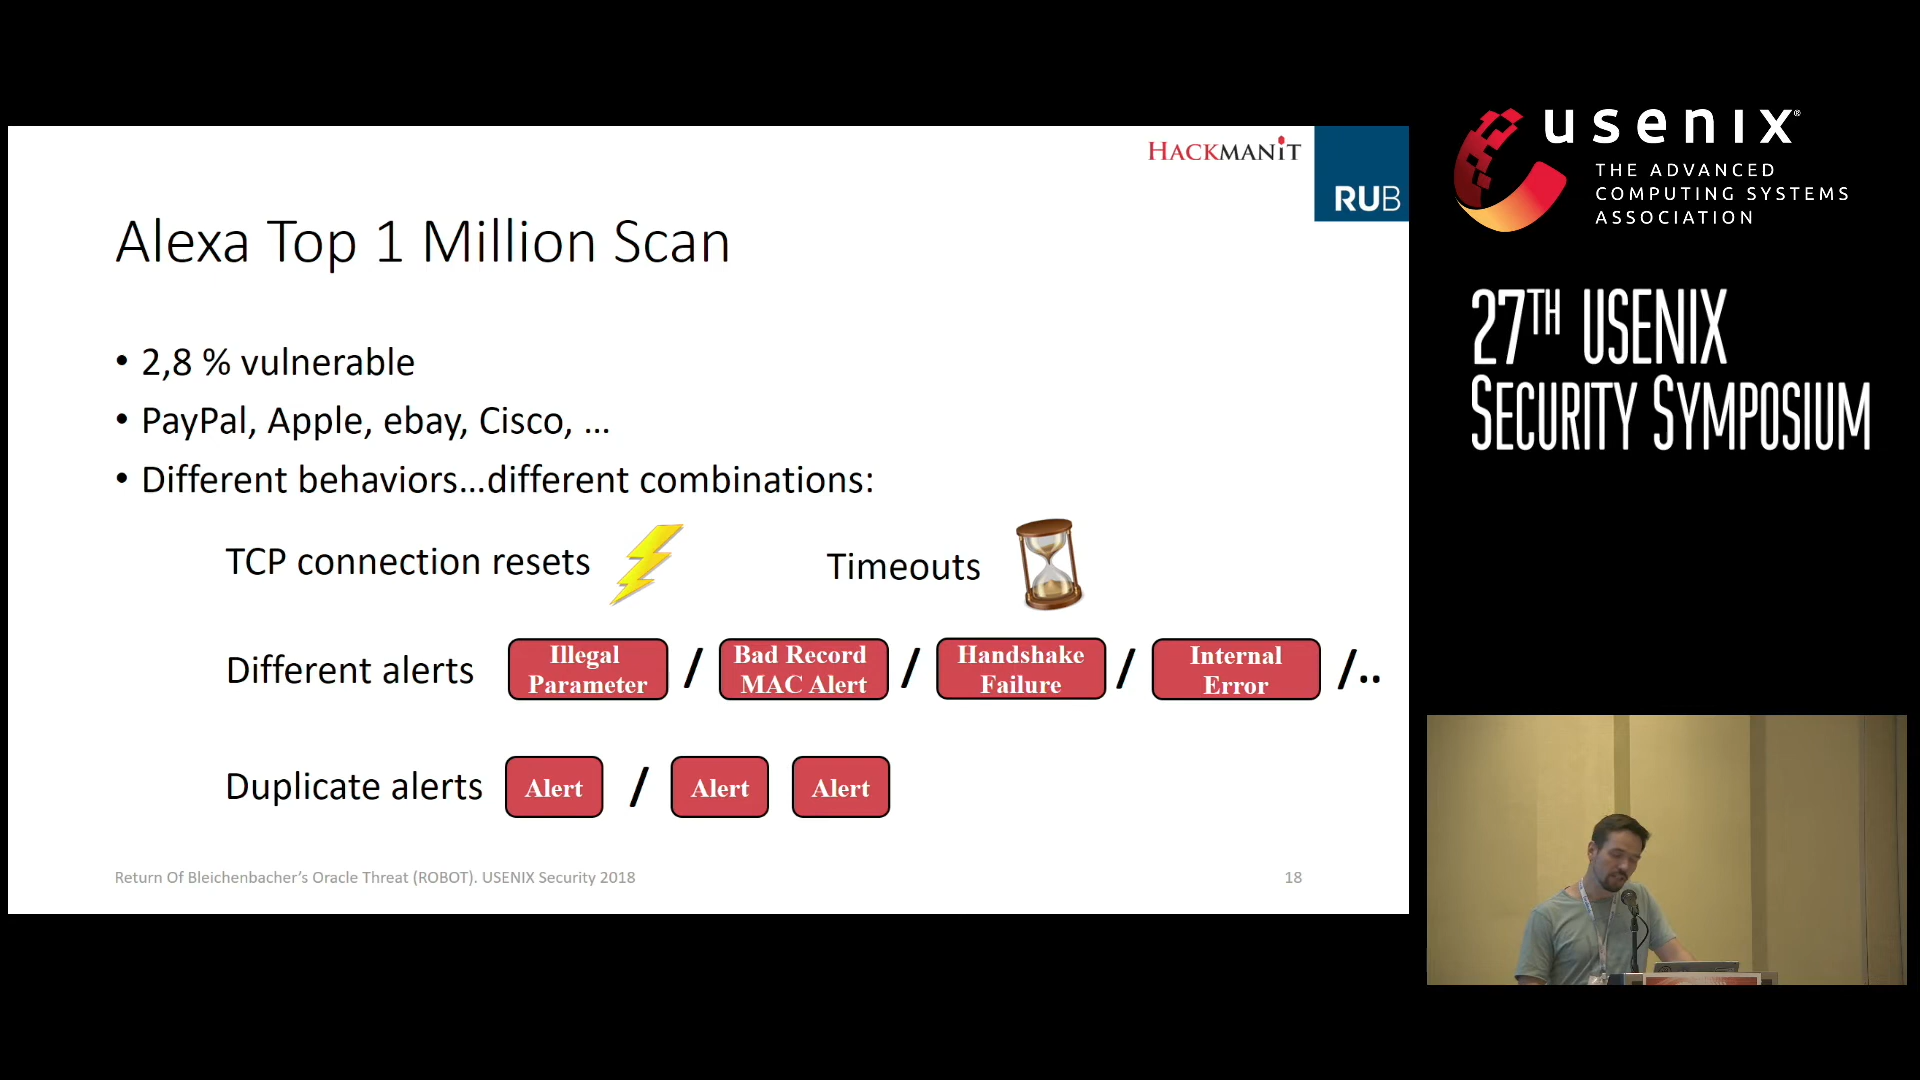 HACKMANIT
RUB
Alexa Top 1 Million Scan
• 2,8 % vulnerable
• PayPal, Apple, ebay, Cisco, ...
• Different behaviors...different combinations:
TCP connection resets
Timeouts
Different alerts
Illegal
Parameter
/
Bad Record
MAC Alert
/
Handshake
Failure
/
Internal
Error
/..
Duplicate alerts
Alert
/
Alert
Alert
Return Of Bleichenbacher's Oracle Threat (ROBOT). USENIX Security 2018
18
usenix®
THE ADVANCED
COMPUTING SYSTEMS
ASSOCIATION
27TH USENIX
SECURITY SYMPOSIUM